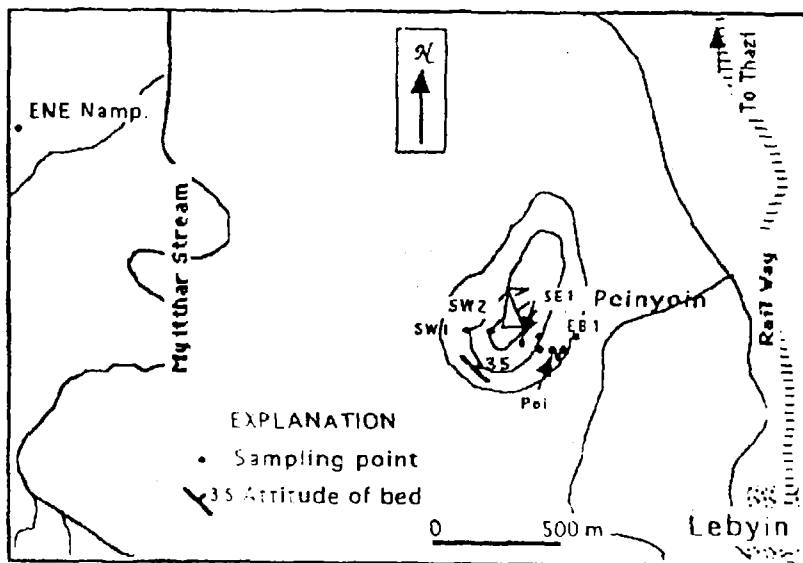 N
To Thazi
ENE Namp.
Myitthar Stream
SW2
SE1
Peinyoin
SW1
EB1
35
Poi
Rail Way
EXPLANATION
Sampling point
35 Attitude of bed
0 500 m
Lebyin